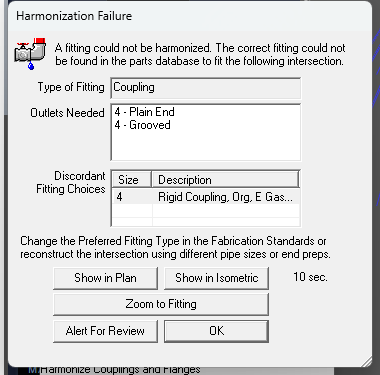 Harmonization Failure
A fitting could not be harmonized. The correct fitting could not
be found in the parts database to fit the following intersection.
Type of Fitting
Coupling
Outlets Needed
4 - Plain End
4 - Grooved
Discordant
Fitting Choices
Size
Description
4
Rigid Coupling, Org, E Gas...
Change the Preferred Fitting Type in the Fabrication Standards or
reconstruct the intersection using different pipe sizes or end preps.
Show in Plan
Show in Isometric
10 sec.
Zoom to Fitting
Alert For Review
OK
M)Harmonize Couplings and Flanges